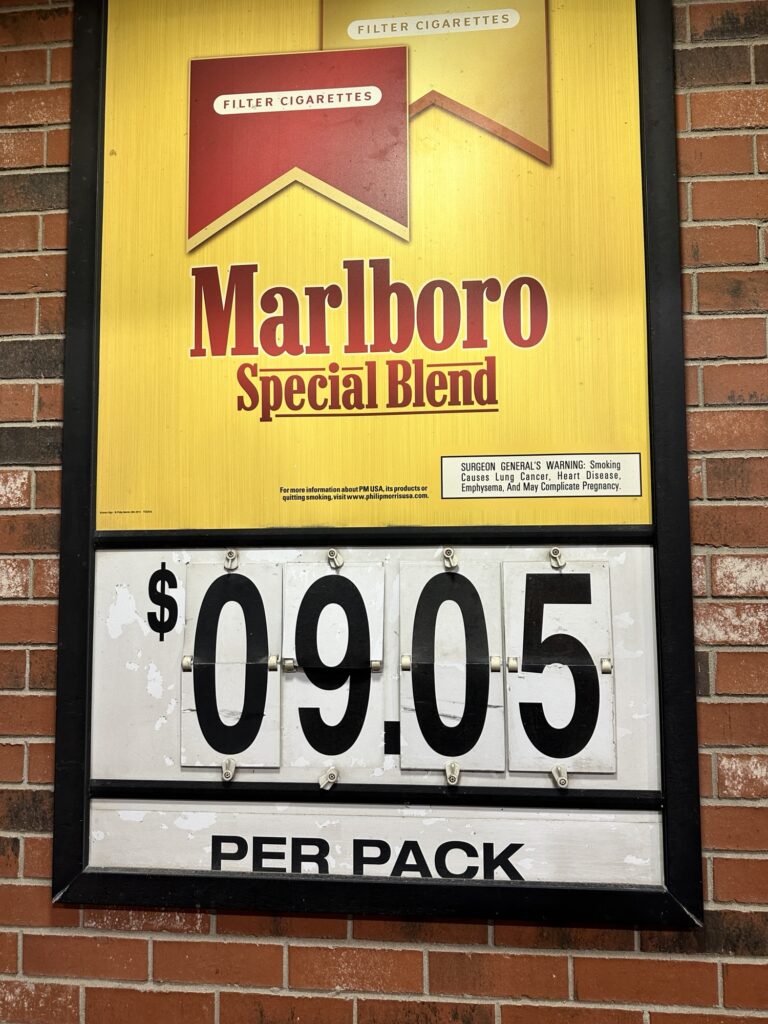 FILTER CIGARETTES
FILTER CIGARETTES
Marlboro
Special Blend
SURGEON GENERAL'S WARNING: Smoking
Causes Lung Cancer, Heart Disease,
Emphysema, And May Complicate Pregnancy.
For more information about PM USA, its products or
quitting smoking, visit www.philipmorrisusa.com.
$09.05
PER PACK